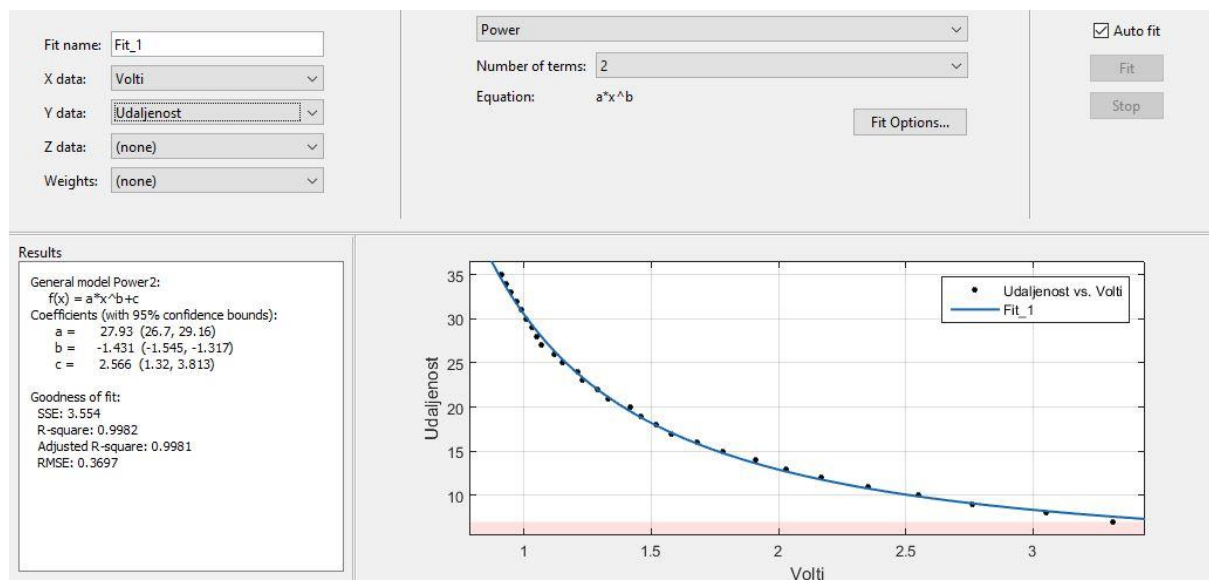 Fit name: Fit_1
X data: Volti
Y data: Udaljenost
Z data: (none)
Weights: (none)
Power
Number of terms: 2
Equation: a*x^b
Fit Options...
Auto fit
Fit
Stop
Results
General model Power2:
f(x) = a*x^b+c
Coefficients (with 95% confidence bounds):
a = 27.93 (26.7, 29.16)
b = -1.431 (-1.545, -1.317)
c = 2.566 (1.32, 3.813)
Goodness of fit:
SSE: 3.554
R-square: 0.9982
Adjusted R-square: 0.9981
RMSE: 0.3697
Udaljenost vs. Volti
Fit_1
35
30
25
20
15
10
Udaljenost
1 1.5 2 2.5 3
Volti